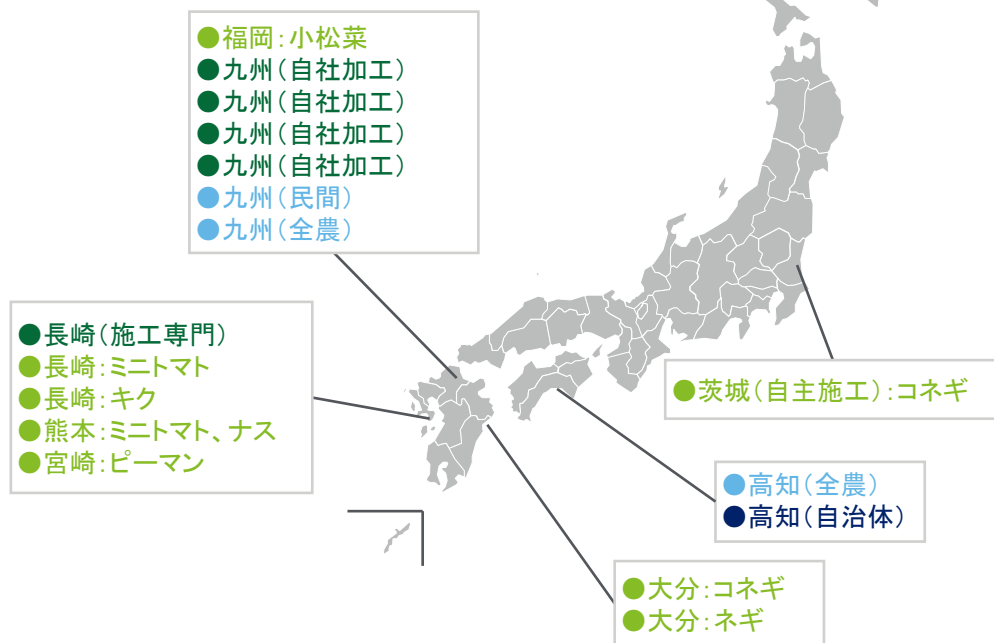 ●福岡：小松菜
●九州（自社加工）
●九州（自社加工）
●九州（自社加工）
●九州（自社加工）
●九州（民間）
●九州（全農）
●長崎（施工専門）
●長崎：ミニトマト
●長崎：キク
●熊本：ミニトマト、ナス
●宮崎：ピーマン
●茨城（自主施工）：コネギ
●高知（全農）
●高知（自治体）
●大分：コネギ
●大分：ネギ